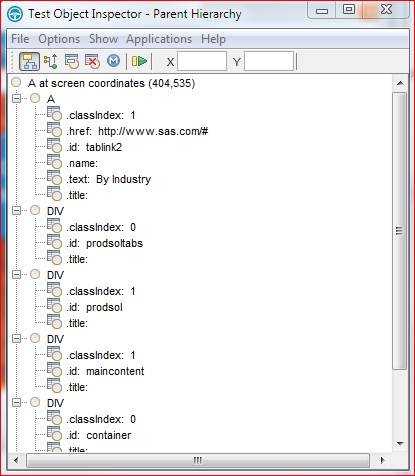 Test Object Inspector - Parent Hierarchy
File Options Show Applications Help
M X Y
A at screen coordinates (404,535)
A
.classIndex: 1
.href: http://www.sas.com/#
.id: tablink2
.name:
.text: By Industry
.title:
DIV
.classIndex: 0
.id: prodsoltabs
.title:
DIV
.classIndex: 1
.id: prodsol
.title:
DIV
.classIndex: 1
.id: maincontent
.title:
DIV
.classIndex: 0
.id: container
.title: